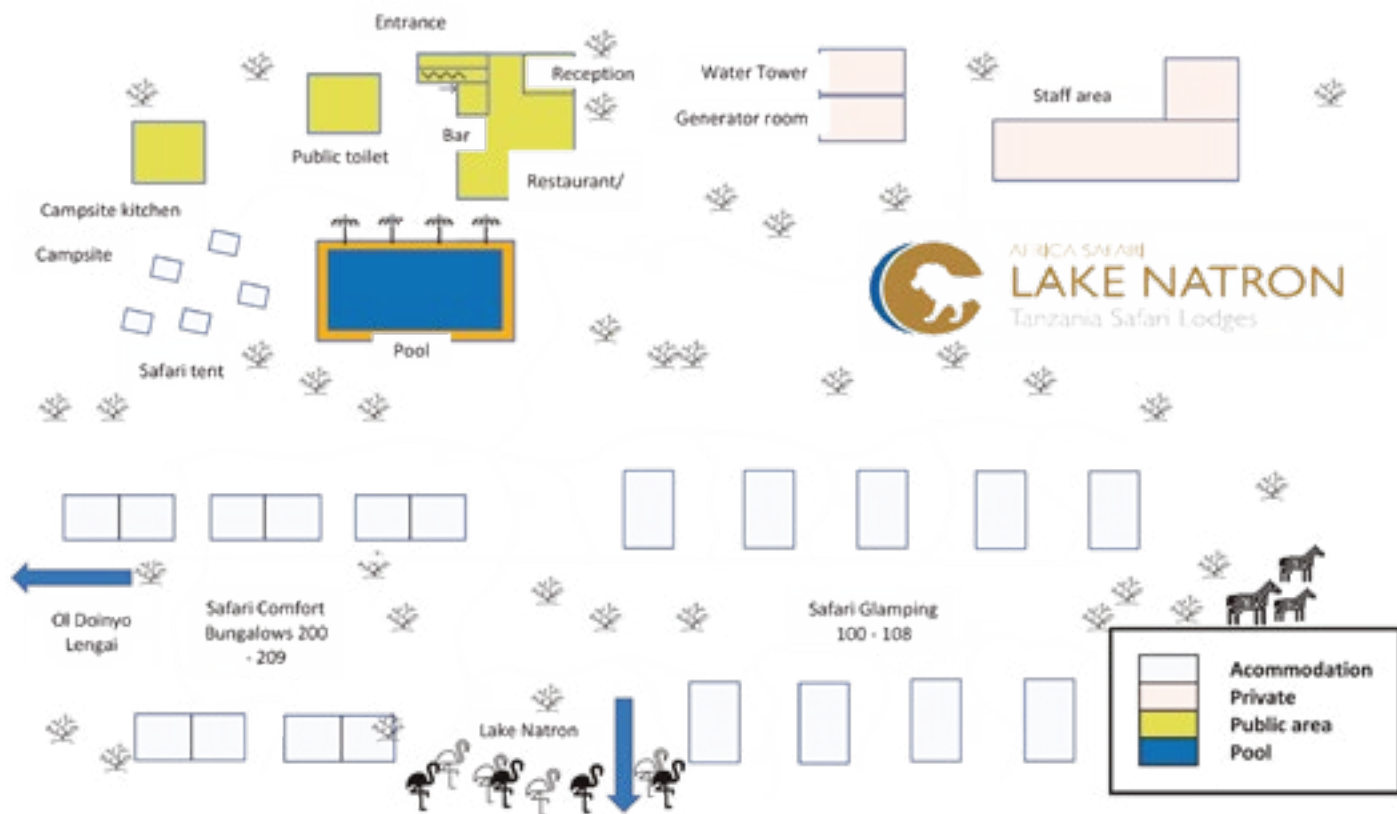 Entrance
Reception
Water Tower
Staff area
Generator room
Bar
Public toilet
Restaurant/
Campsite kitchen
Campsite
AFRICA SAFARI
LAKE NATRON
Tanzania Safari Lodges
Pool
Safari tent
Ol Doinyo
Lengai
Safari Comfort
Bungalows 200
- 209
Safari Glamping
100 - 108
Lake Natron
Acommodation
Private
Public area
Pool